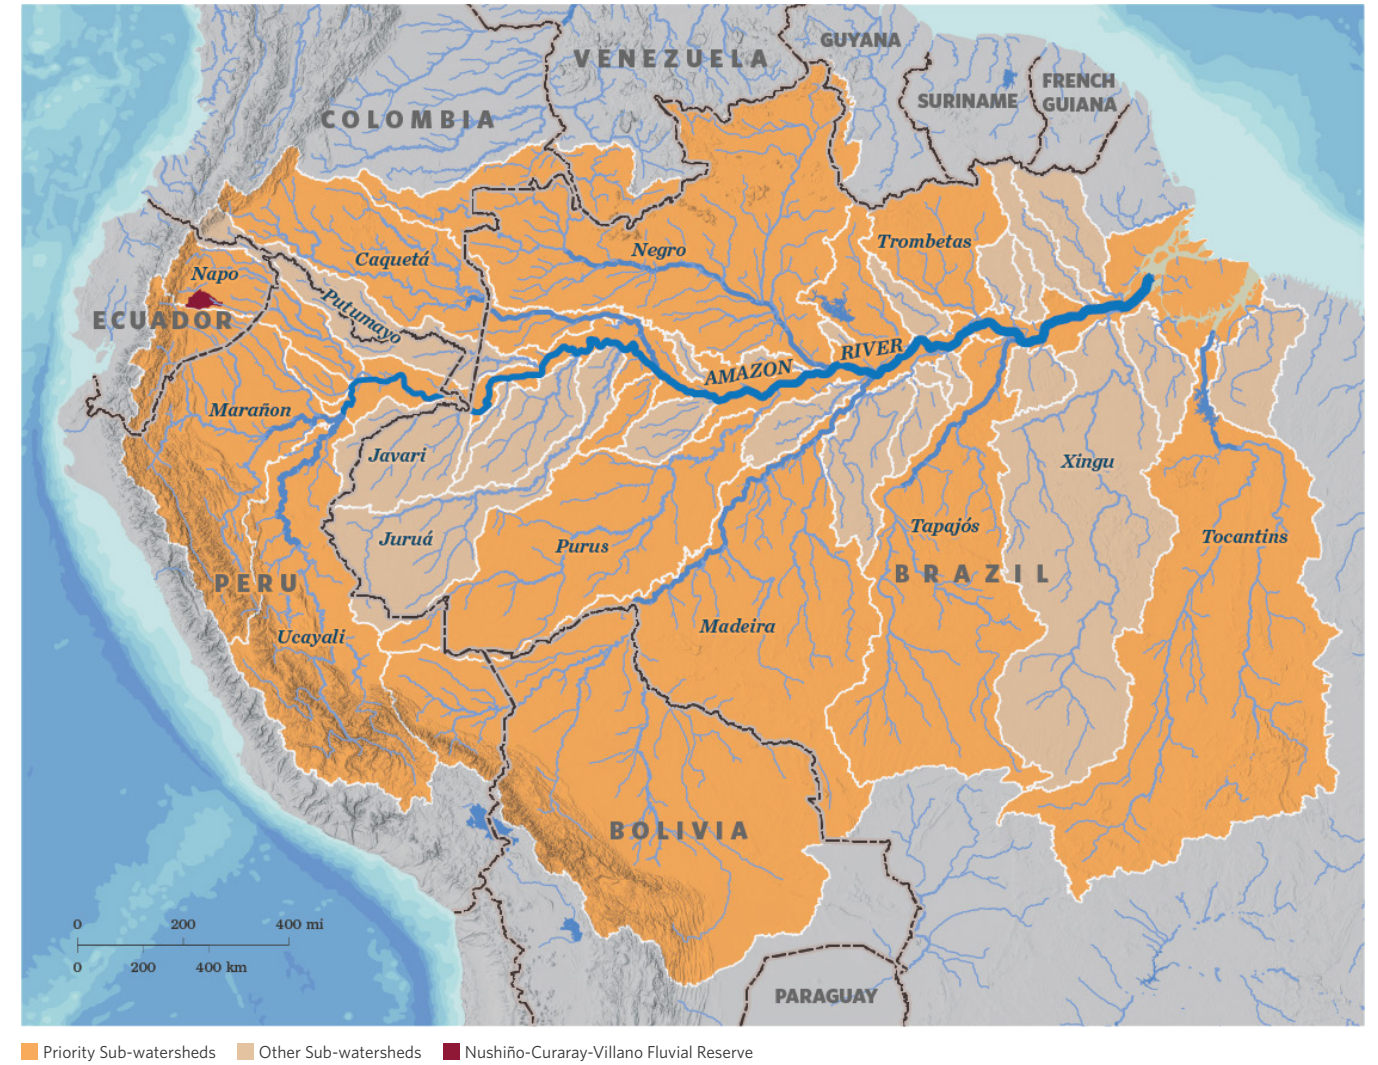 GUYANA
VENEZUELA
FRENCH
GUIANA
SURINAME
COLOMBIA
Trombetas
Negro
Caquetá
Napo
Putumayo
ECUADOR
RIVER
AMAZON
Marañon
Javari
Xingu
Tapajós
Tocantins
Juruá
Purus
BRAZIL
PERU
Madeira
Ucayali
BOLIVIA
0 200 400 mi
0 200 400 km
PARAGUAY
Priority Sub-watersheds Other Sub-watersheds Nushiño-Curaray-Villano Fluvial Reserve